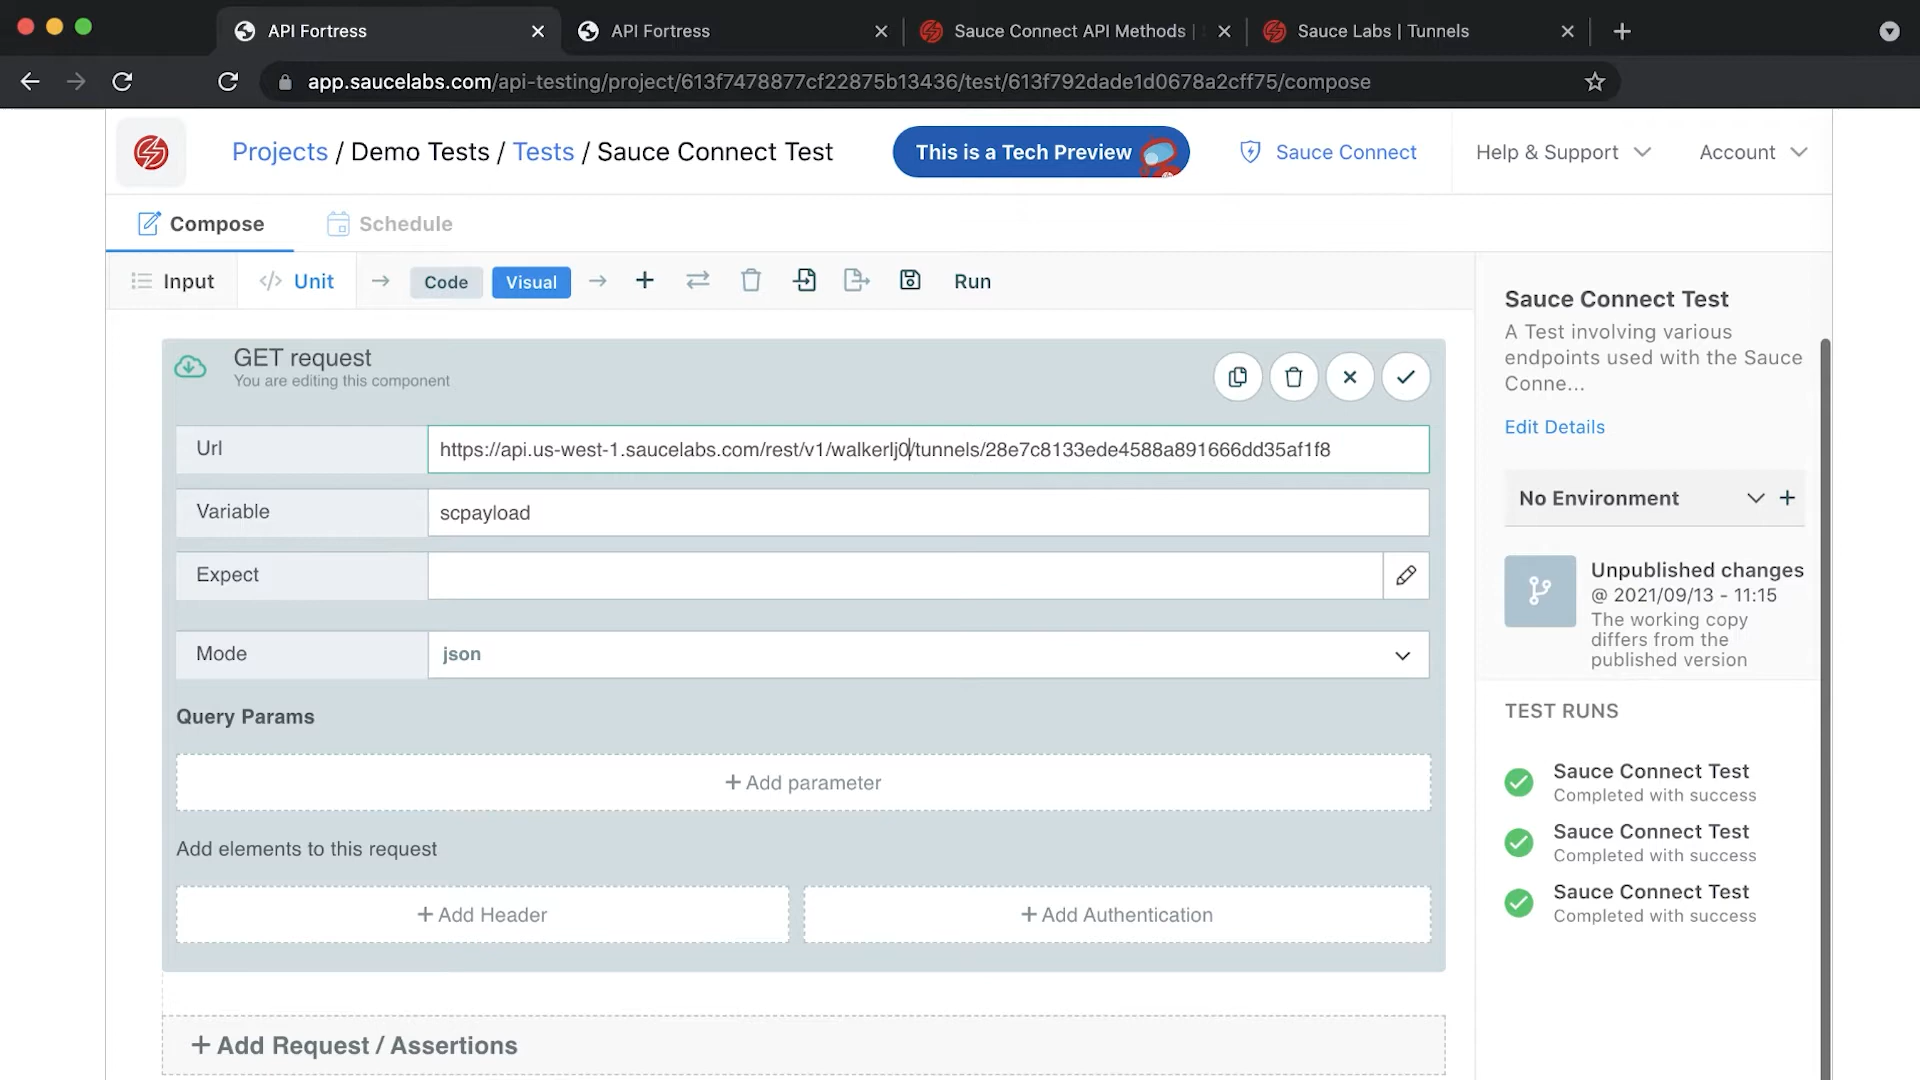 API Fortress
API Fortress
Sauce Connect API Methods |
Sauce Labs | Tunnels
app.saucelabs.com/api-testing/project/613f7478877cf22875b13436/test/613f792dade1d0678a2cff75/compose
Projects / Demo Tests / Tests / Sauce Connect Test
This is a Tech Preview
Sauce Connect
Help & Support
Account
Compose
Schedule
Input
Unit
Code
Visual
Run
GET request
You are editing this component
Url
https://api.us-west-1.saucelabs.com/rest/v1/walkerlj0/tunnels/28e7c8133ede4588a891666dd35af1f8
Variable
scpayload
Expect
Mode
json
Query Params
+ Add parameter
Add elements to this request
+ Add Header
+ Add Authentication
+ Add Request / Assertions
Sauce Connect Test
A Test involving various
endpoints used with the Sauce
Conne...
Edit Details
No Environment
Unpublished changes
@ 2021/09/13 - 11:15
The working copy
differs from the
published version
TEST RUNS
Sauce Connect Test
Completed with success
Sauce Connect Test
Completed with success
Sauce Connect Test
Completed with success